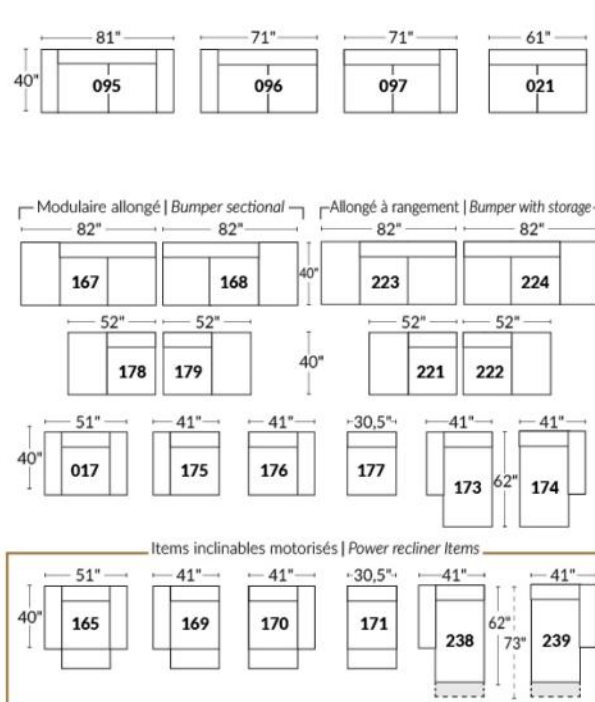 81" 71" 71" 61"
40" 095 096 097 021
Modulaire allongé | Bumper sectional Allongé à rangement | Bumper with storage
82" 82" 82" 82"
167 168 40" 223 224
52" 52" 52" 52"
178 179 40" 221 222
51" 41" 41" 30,5" 41" 41"
40" 017 175 176 177 173 62" 174
Items inclinables motorisés | Power recliner Items
51" 41" 41" 30,5" 41" 41"
40" 165 169 170 171 238 62" 73" 239